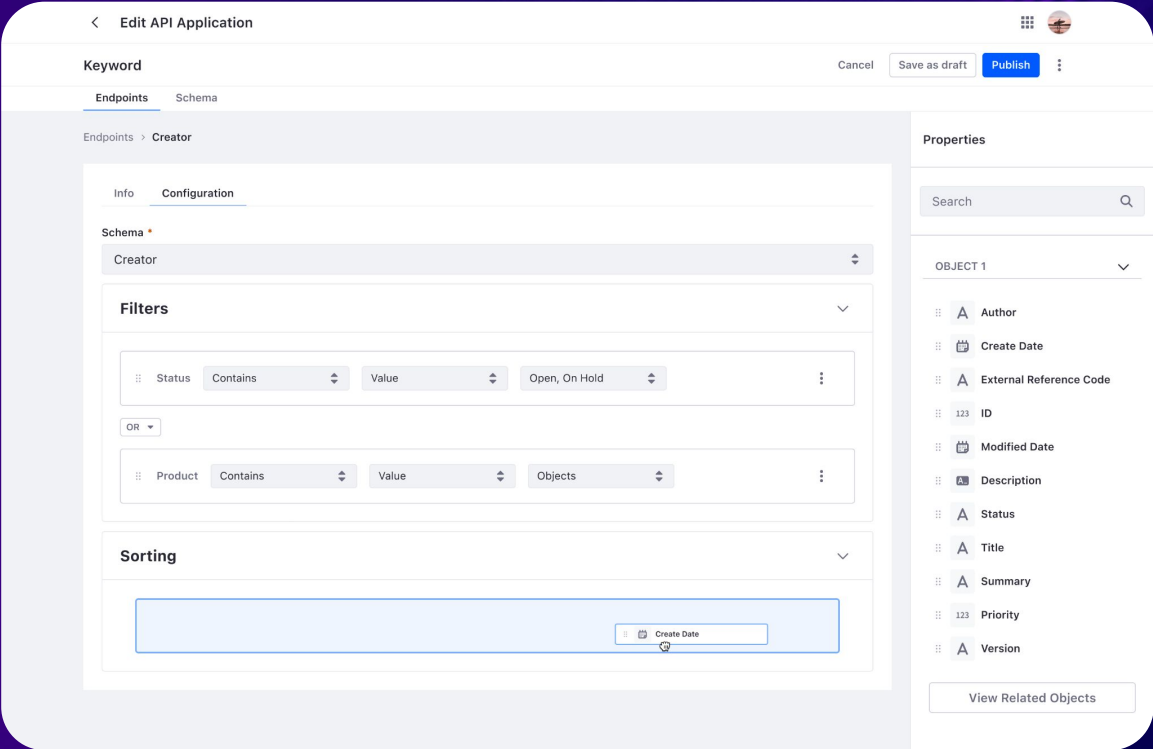 Edit API Application
Keyword
Cancel
Save as draft
Publish
Endpoints
Schema
Endpoints > Creator
Info
Configuration
Schema *
Creator
Filters
Status
Contains
Value
Open, On Hold
OR
Product
Contains
Value
Objects
Sorting
Create Date
Properties
Search
OBJECT 1
A Author
Create Date
A External Reference Code
123 ID
Modified Date
A.. Description
A Status
A Title
A Summary
123 Priority
A Version
View Related Objects